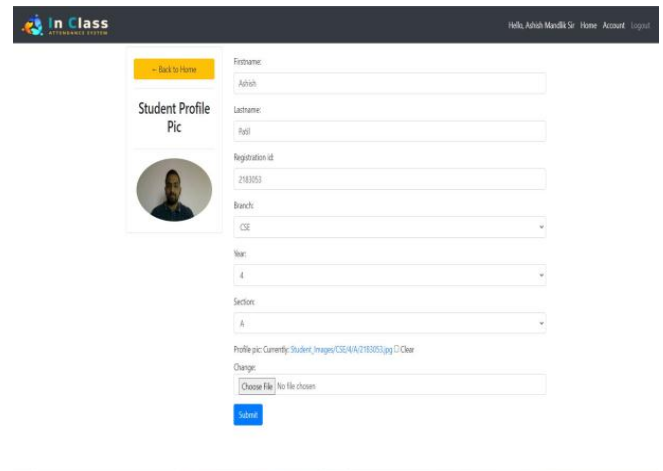 In Class
ATTENDANCE SYSTEM
Hello, Ashish Mandlik Sir Home Account Logout
← Back to Home
Student Profile
Pic
Firstname:
Ashish
Lastname:
Patil
Registration id:
2183053
Branch:
CSE
Year:
4
Section:
A
Profile pic: Currently: Student_Images/CSE/4/A/2183053.jpg Clear
Change:
Choose File No file chosen
Submit